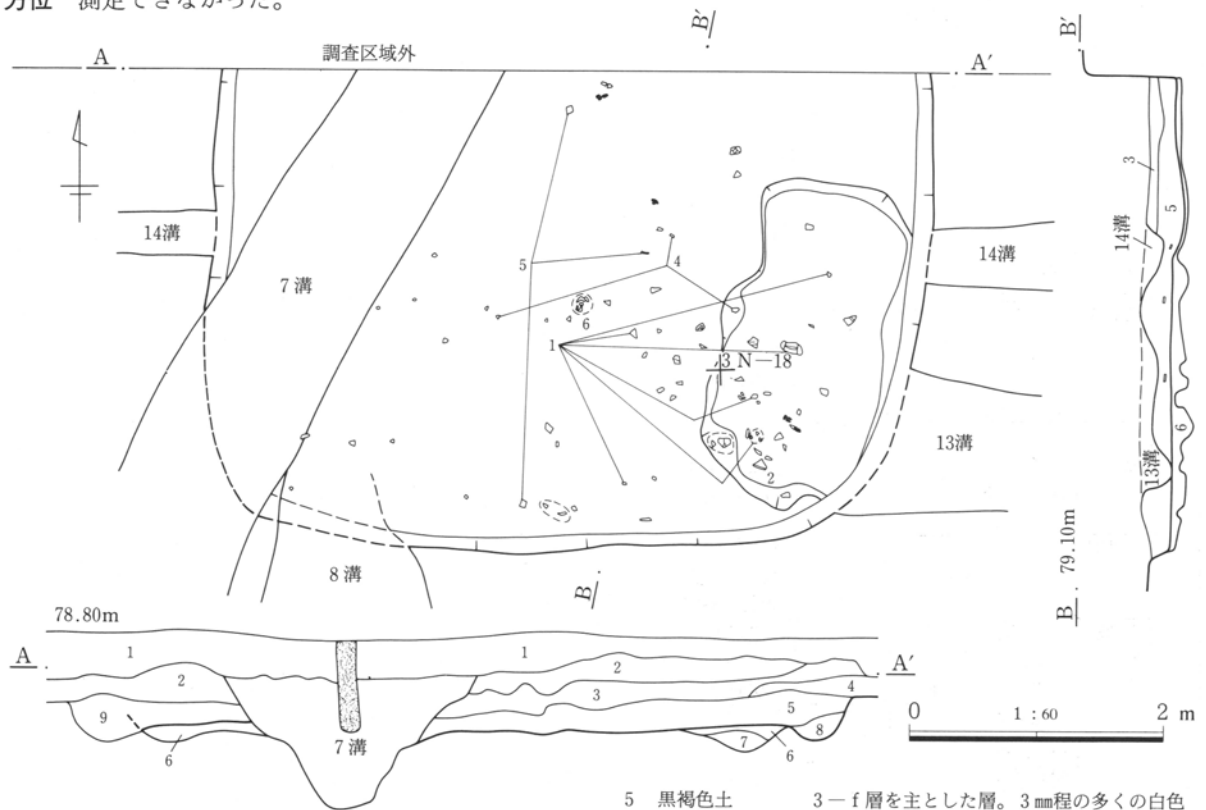 方位　測定できなかった。
B′
B′
A
調査区域外
A′
3
14溝
5
14溝
14溝
7溝
5
4
6
1
3 N—18
6
13溝
13溝
2
8溝
B
B 79.10m
78.80m
A
1
1
2
A′
2
3
4
5
9
7溝
6
7
6
8
0　1:60　2 m
5　黒褐色土　3—f層を主とした層。3㎜程の多くの白色